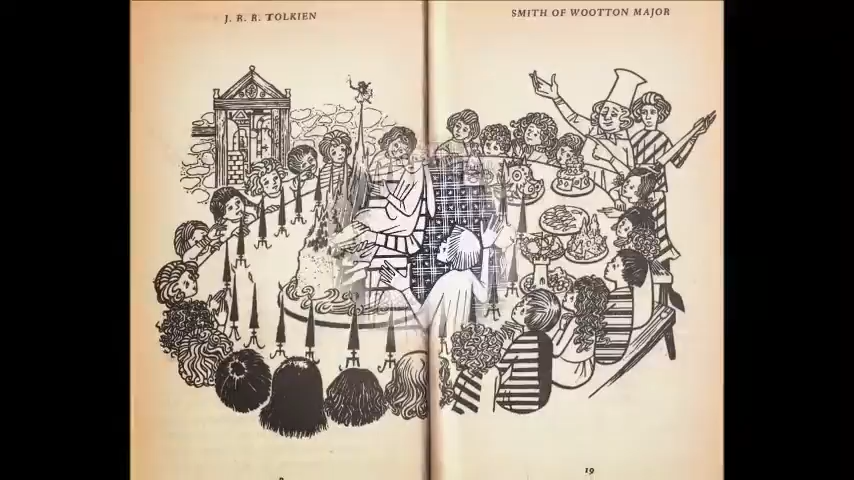 J. R. R. TOLKIEN
SMITH OF WOOTTON MAJOR
19